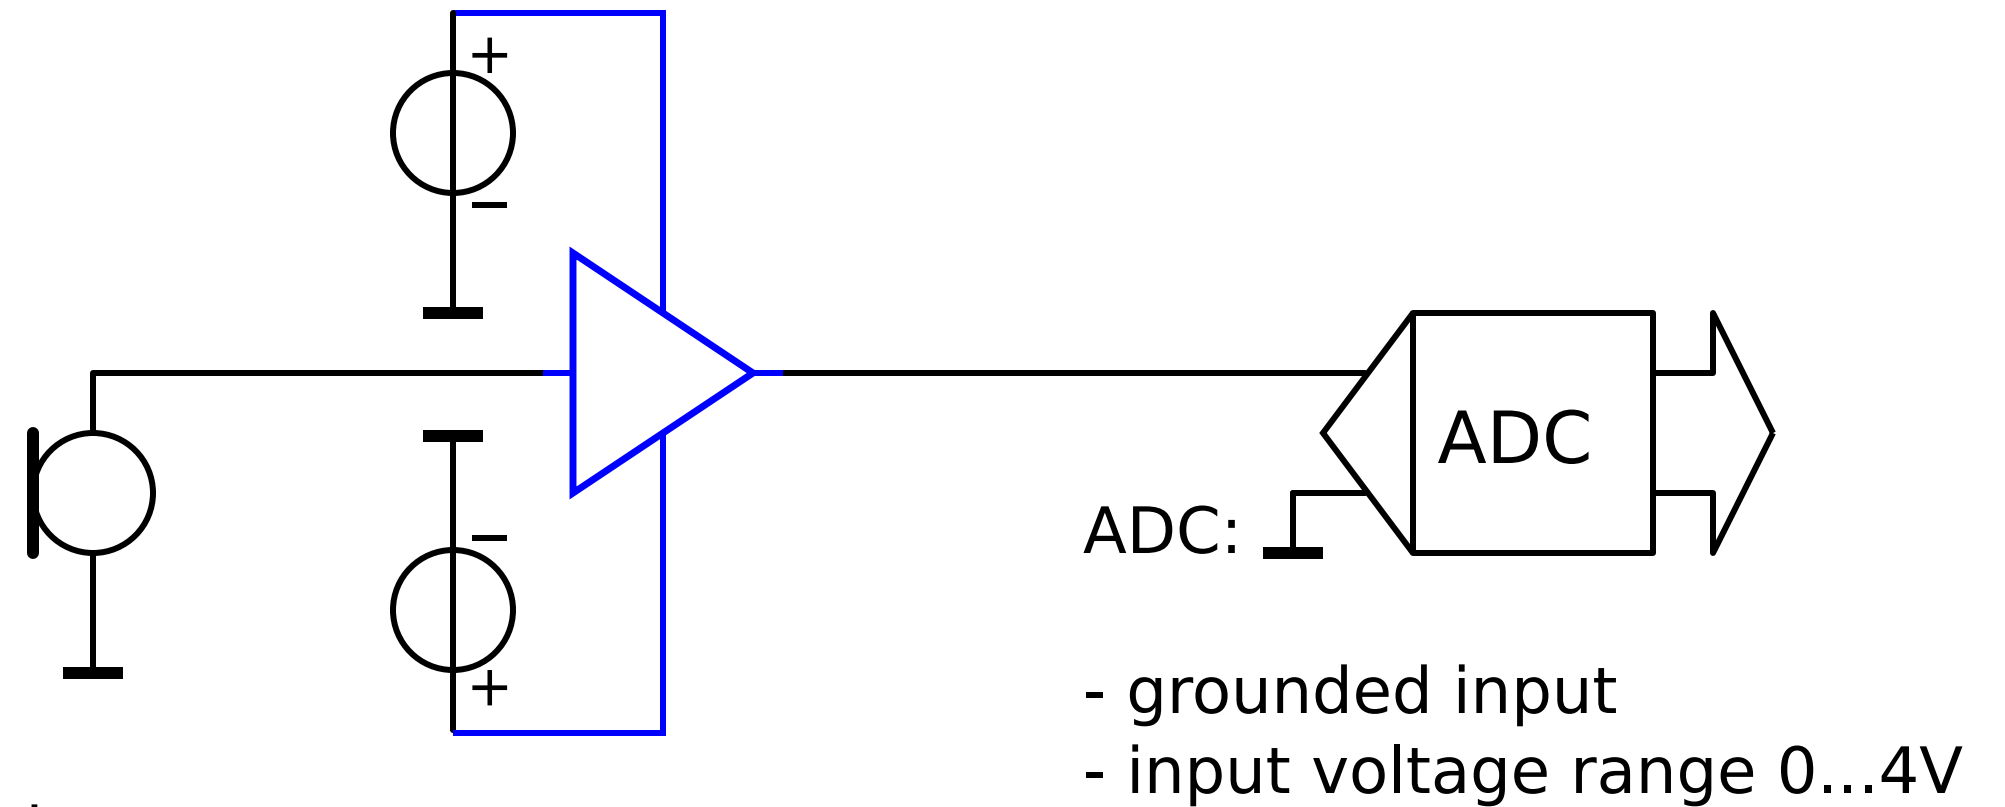 +
−
ADC
ADC:
−
+
- grounded input
- input voltage range 0...4V